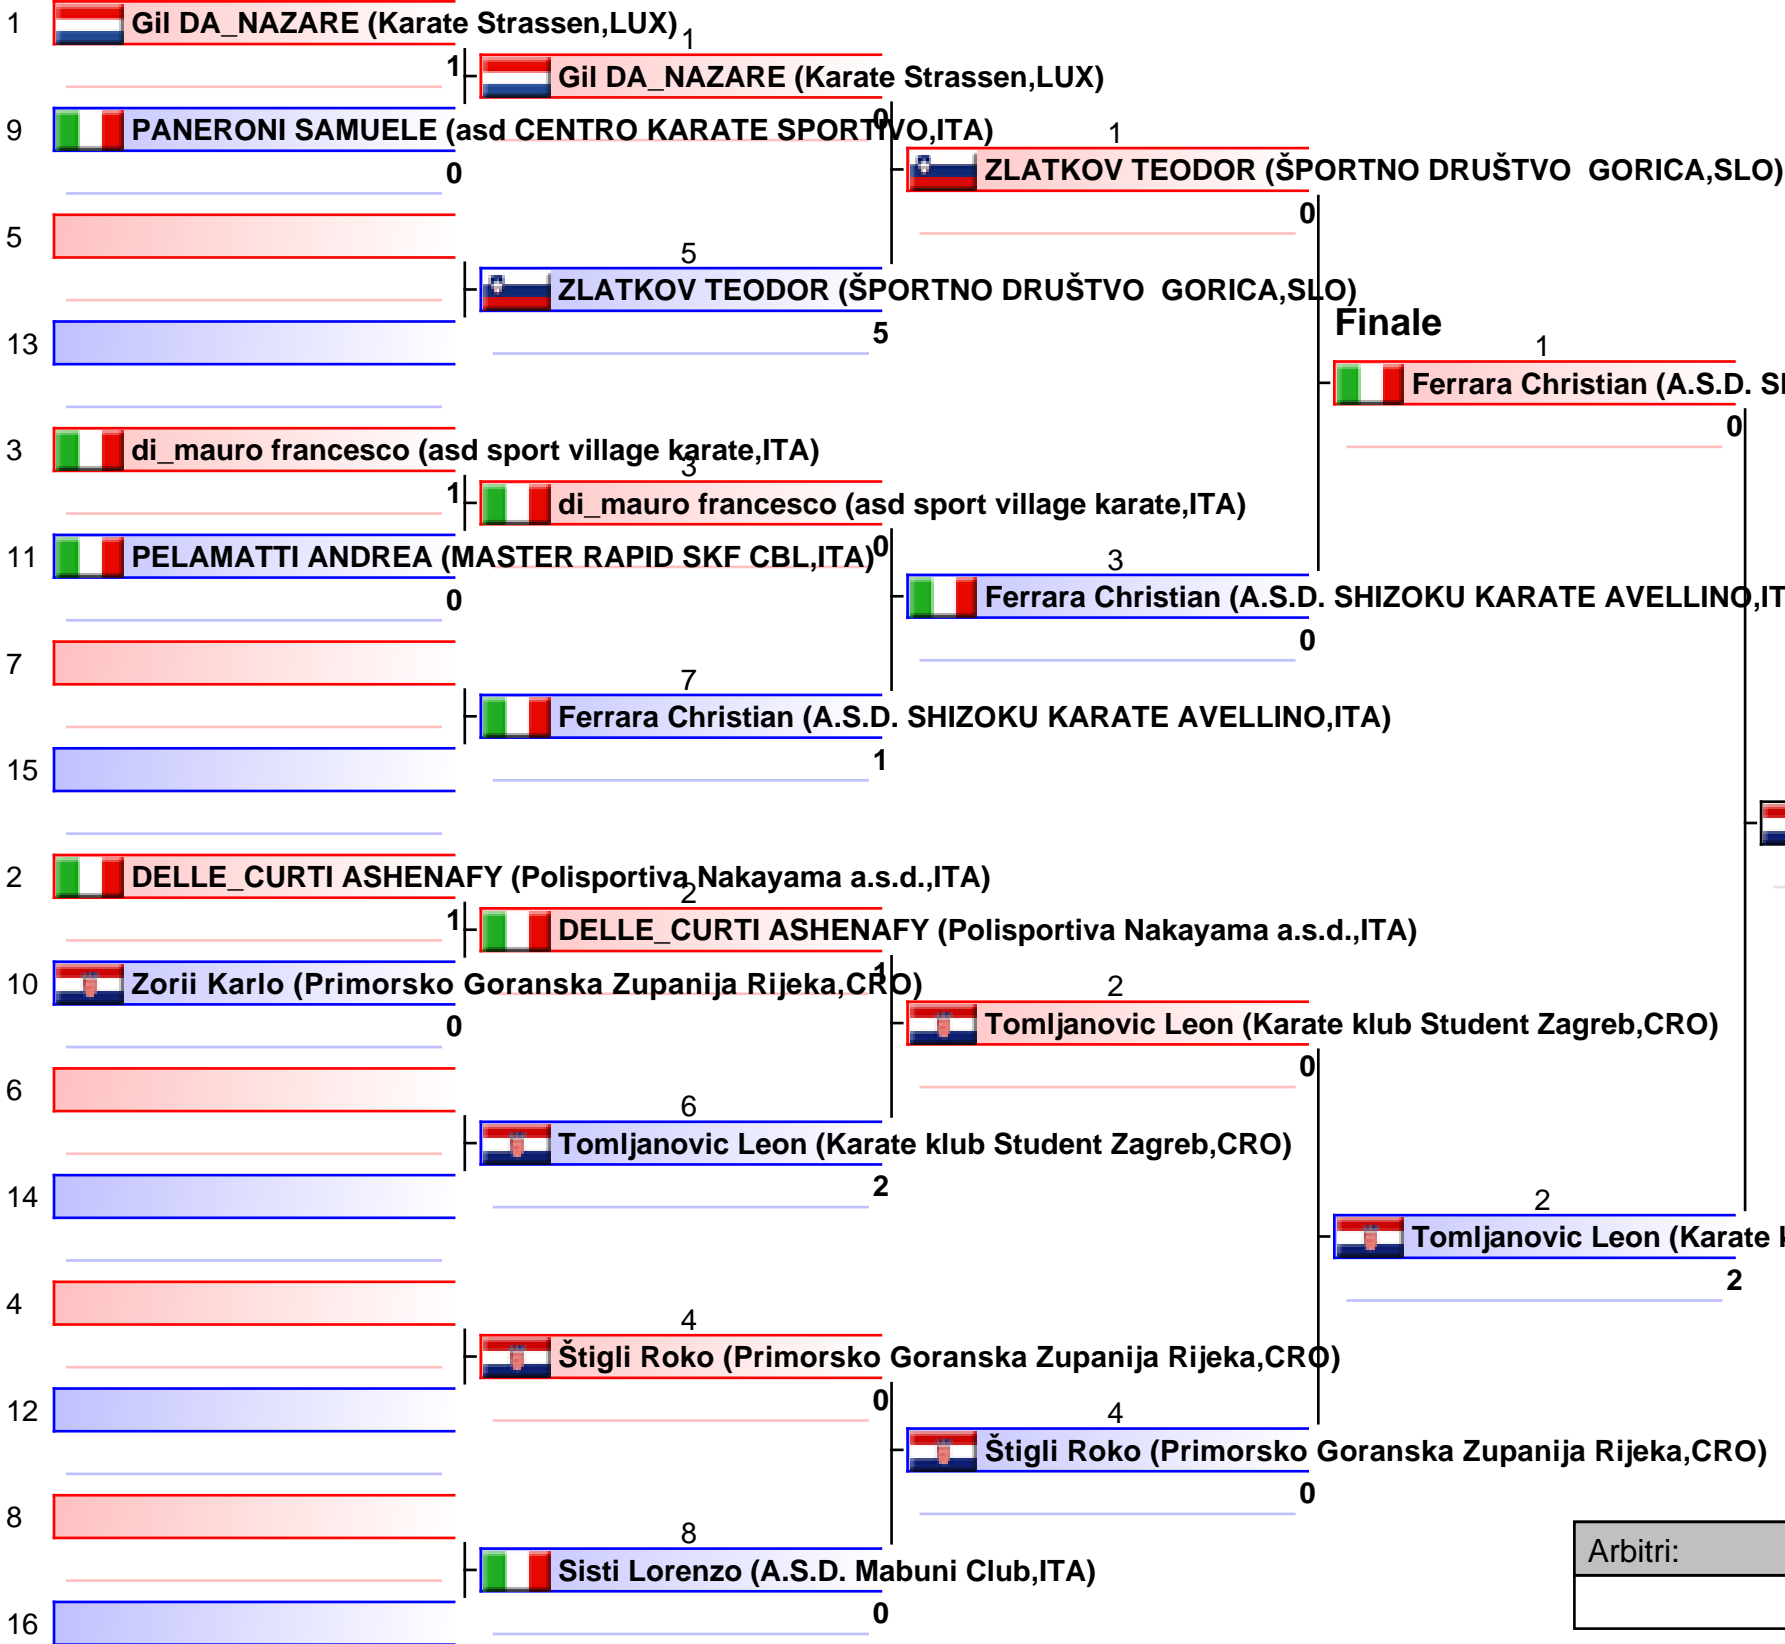 1 Gil DA_NAZARE (Karate Strassen,LUX)
1
1
Gil DA_NAZARE (Karate Strassen,LUX)
0
9 PANERONI SAMUELE (asd CENTRO KARATE SPORTIVO,ITA)
0
1
ZLATKOV TEODOR (ŠPORTNO DRUŠTVO  GORICA,SLO)
0
5
5
ZLATKOV TEODOR (ŠPORTNO DRUŠTVO  GORICA,SLO)
5
13
Finale
1
Ferrara Christian (A.S.D.
0
3 di_mauro francesco (asd sport village karate,ITA)
1
3
di_mauro francesco (asd sport village karate,ITA)
0
11 PELAMATTI ANDREA (MASTER RAPID SKF CBL,ITA)
0
3
Ferrara Christian (A.S.D. SHIZOKU KARATE AVELLINO,IT
0
7
7
Ferrara Christian (A.S.D. SHIZOKU KARATE AVELLINO,ITA)
1
15
2 DELLE_CURTI ASHENAFY (Polisportiva Nakayama a.s.d.,ITA)
1
2
DELLE_CURTI ASHENAFY (Polisportiva Nakayama a.s.d.,ITA)
1
10 Zorii Karlo (Primorsko Goranska Zupanija Rijeka,CRO)
0
2
Tomljanovic Leon (Karate klub Student Zagreb,CRO)
0
6
6
Tomljanovic Leon (Karate klub Student Zagreb,CRO)
2
14
2
Tomljanovic Leon (Karate
2
4
4
Štigli Roko (Primorsko Goranska Zupanija Rijeka,CRO)
0
12
4
Štigli Roko (Primorsko Goranska Zupanija Rijeka,CRO)
0
8
8
Sisti Lorenzo (A.S.D. Mabuni Club,ITA)
0
16
Arbitri: